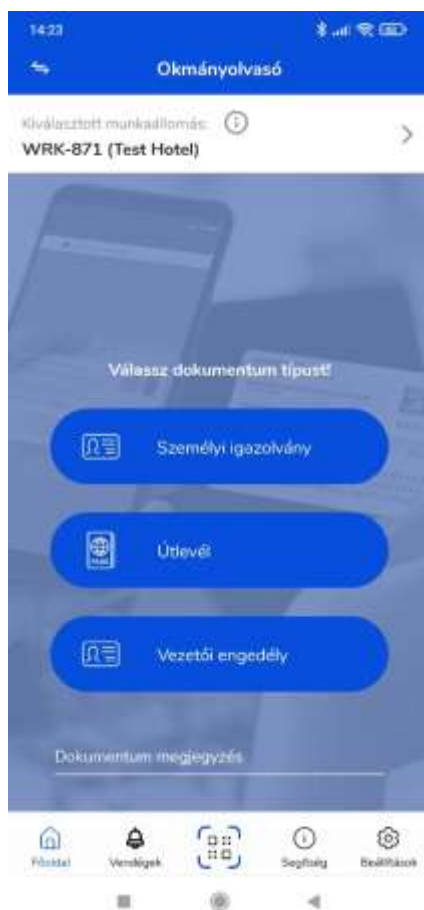 14:23
Okmányolvasó
Kiválasztott munkaállomás:
WRK-871 (Test Hotel)
Válassz dokumentum típust!
Személyi igazolvány
Útlevél
Vezetői engedély
Dokumentum megjegyzés
Főoldal Vendégek Segítség Beállítások